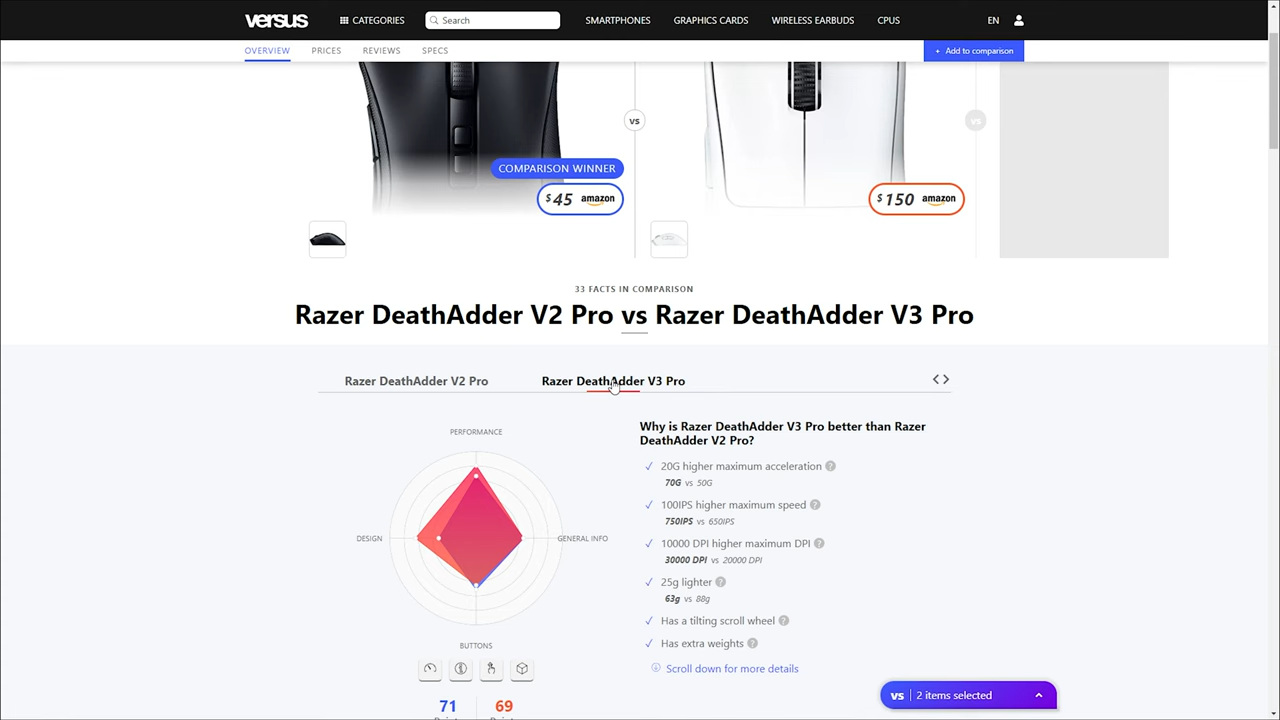 versus
CATEGORIES
Search
SMARTPHONES
GRAPHICS CARDS
WIRELESS EARBUDS
CPUS
EN
OVERVIEW
PRICES
REVIEWS
SPECS
+ Add to comparison
vs
vs
COMPARISON WINNER
$45 amazon
$150 amazon
33 FACTS IN COMPARISON
Razer DeathAdder V2 Pro vs Razer DeathAdder V3 Pro
Razer DeathAdder V2 Pro
Razer DeathAdder V3 Pro
PERFORMANCE
DESIGN
GENERAL INFO
BUTTONS
71
69
Why is Razer DeathAdder V3 Pro better than Razer
DeathAdder V2 Pro?
20G higher maximum acceleration ?
70G vs 50G
100IPS higher maximum speed ?
750IPS vs 650IPS
10000 DPI higher maximum DPI ?
30000 DPI vs 20000 DPI
25g lighter ?
63g vs 88g
Has a tilting scroll wheel ?
Has extra weights ?
Scroll down for more details
vs 2 items selected